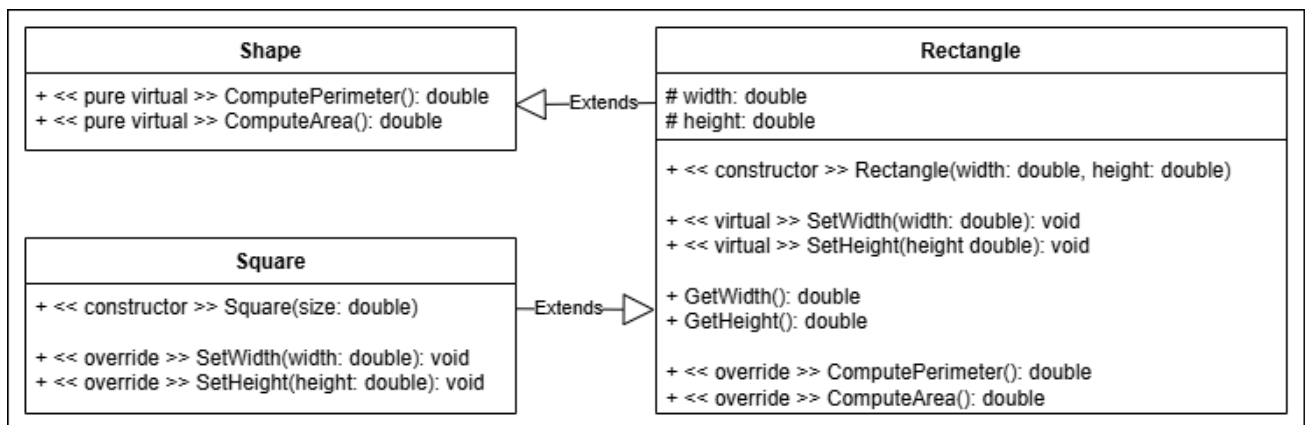 Shape
+ << pure virtual >> ComputePerimeter(): double
+ << pure virtual >> ComputeArea(): double
Extends
Rectangle
# width: double
# height: double
+ << constructor >> Rectangle(width: double, height: double)
+ << virtual >> SetWidth(width: double): void
+ << virtual >> SetHeight(height double): void
+ GetWidth(): double
+ GetHeight(): double
+ << override >> ComputePerimeter(): double
+ << override >> ComputeArea(): double
Square
+ << constructor >> Square(size: double)
+ << override >> SetWidth(width: double): void
+ << override >> SetHeight(height: double): void
Extends